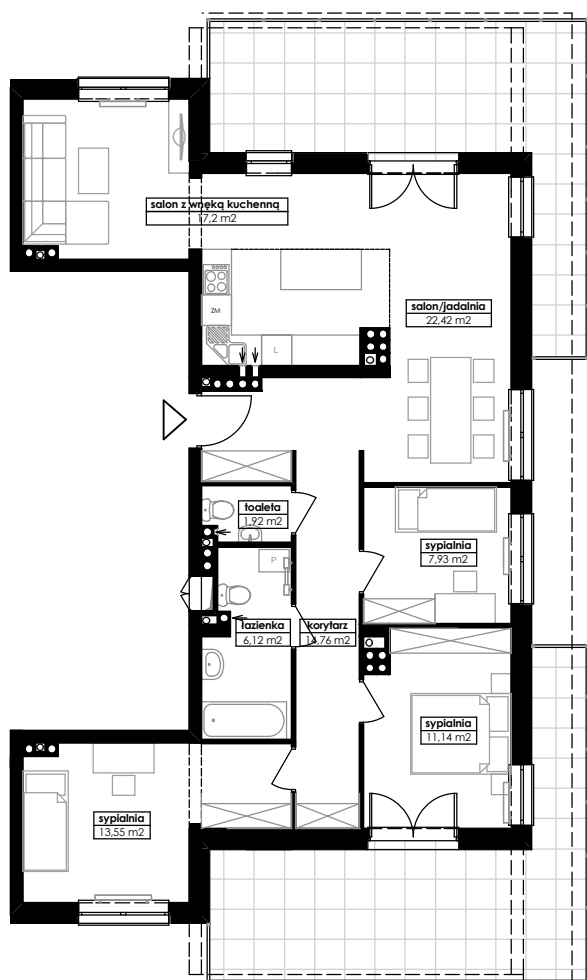 salon z wnęką kuchenną
17,2 m2
ZM
L
salon/jadalnia
22,42 m2
toaleta
1,92 m2
P
sypialnia
7,93 m2
łazienka
6,12 m2
korytarz
14,76 m2
sypialnia
11,14 m2
sypialnia
13,55 m2